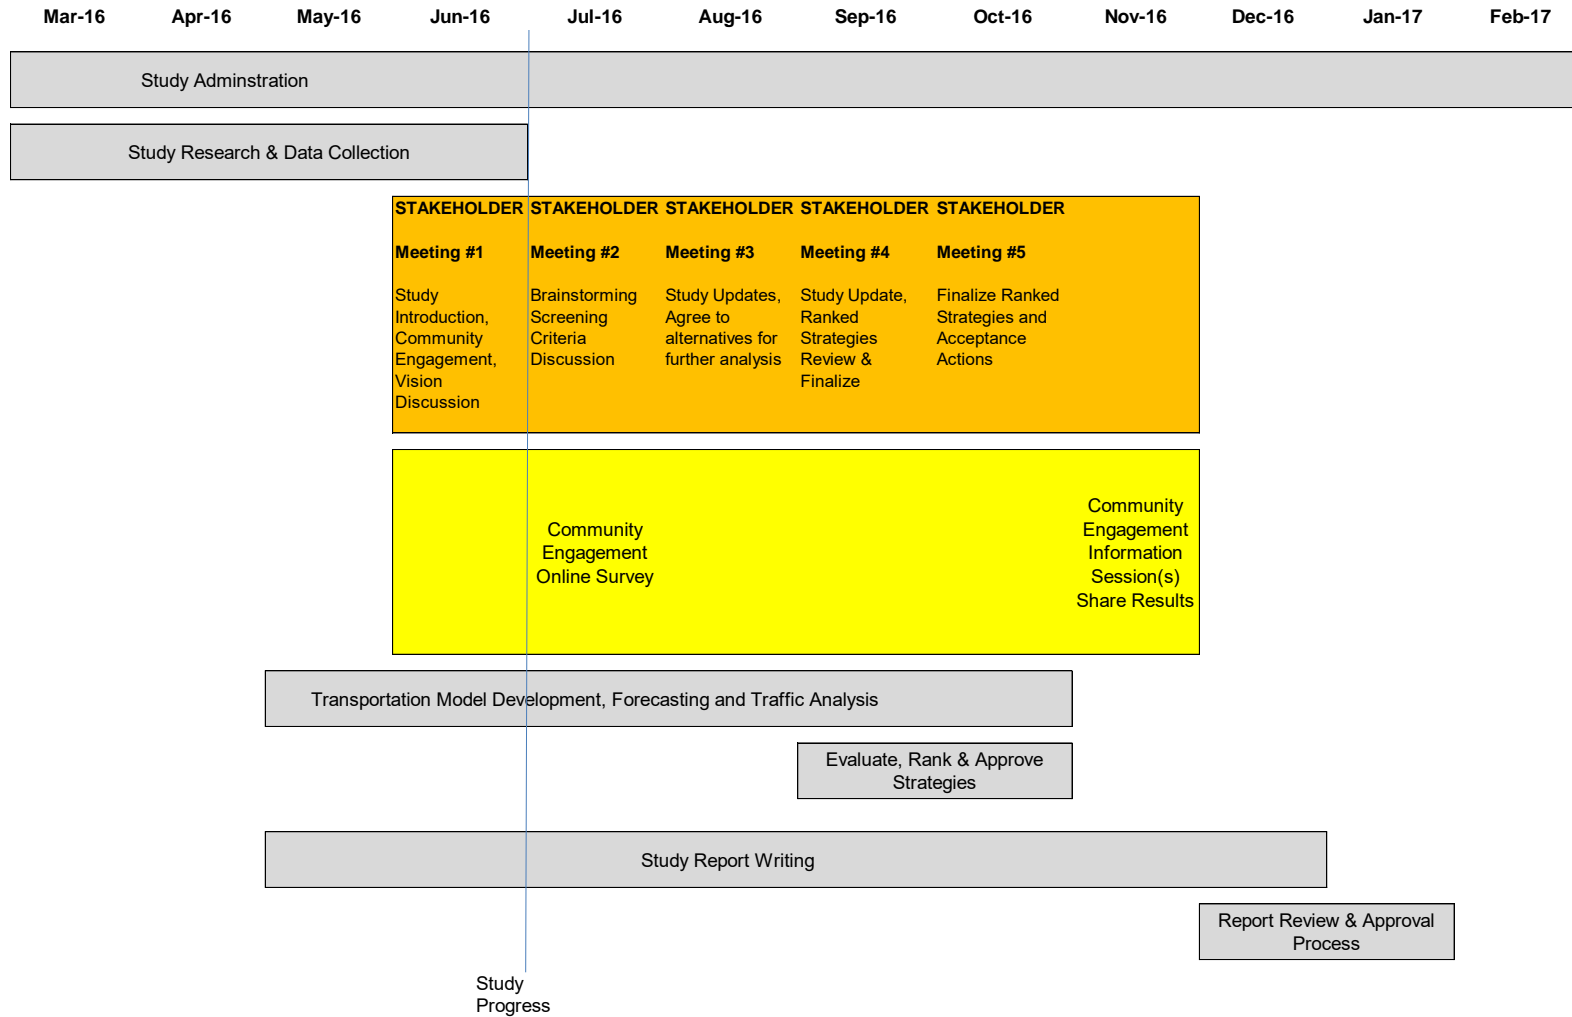 Mar-16 Apr-16 May-16 Jun-16 Jul-16 Aug-16 Sep-16 Oct-16 Nov-16 Dec-16 Jan-17 Feb-17
Study Adminstration
Study Research & Data Collection
STAKEHOLDER
Meeting #1
Study
Introduction,
Community
Engagement,
Vision
Discussion
STAKEHOLDER
Meeting #2
Brainstorming
Screening
Criteria
Discussion
STAKEHOLDER
Meeting #3
Study Updates,
Agree to
alternatives for
further analysis
STAKEHOLDER
Meeting #4
Study Update,
Ranked
Strategies
Review &
Finalize
STAKEHOLDER
Meeting #5
Finalize Ranked
Strategies and
Acceptance
Actions
Community
Engagement
Online Survey
Community
Engagement
Information
Session(s)
Share Results
Transportation Model Development, Forecasting and Traffic Analysis
Evaluate, Rank & Approve
Strategies
Study Report Writing
Report Review & Approval
Process
Study
Progress